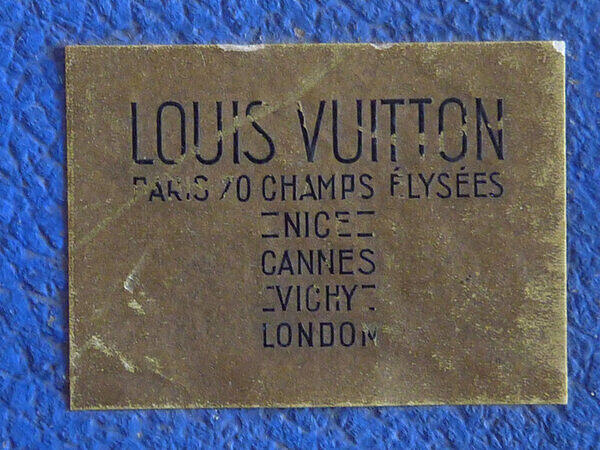 LOUIS VUITTON
PARIS 70 CHAMPS ÉLYSÉES
NICE
CANNES
VICHY
LONDON